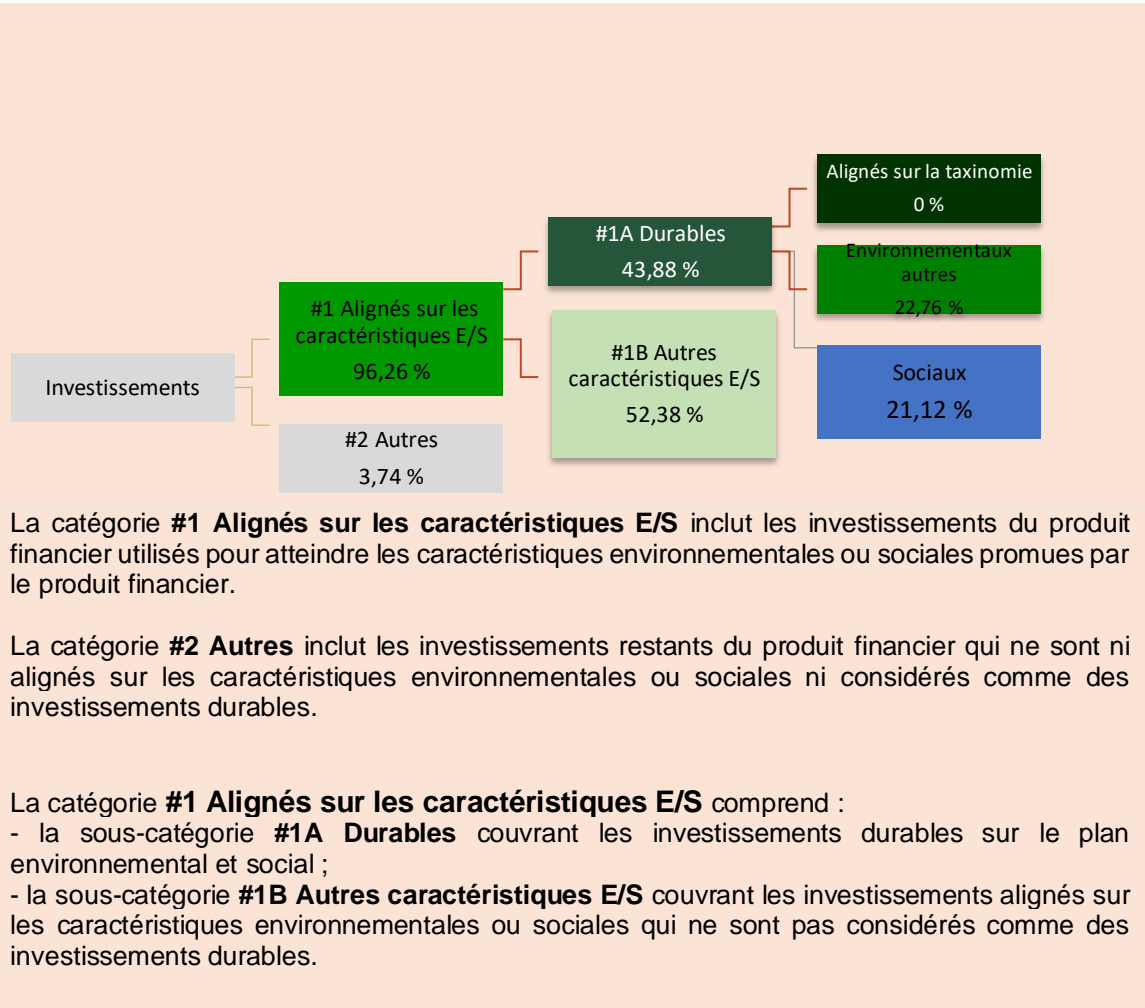 Investissements
#1 Alignés sur les
caractéristiques E/S
96,26 %
#2 Autres
3,74 %
#1A Durables
43,88 %
#1B Autres
caractéristiques E/S
52,38 %
Alignés sur la taxinomie
0 %
Environnementaux
autres
22,76 %
Sociaux
21,12 %
La catégorie #1 Alignés sur les caractéristiques E/S inclut les investissements du produit
financier utilisés pour atteindre les caractéristiques environnementales ou sociales promues par
le produit financier.
La catégorie #2 Autres inclut les investissements restants du produit financier qui ne sont ni
alignés sur les caractéristiques environnementales ou sociales ni considérés comme des
investissements durables.
La catégorie #1 Alignés sur les caractéristiques E/S comprend :
- la sous-catégorie #1A Durables couvrant les investissements durables sur le plan
environnemental et social ;
- la sous-catégorie #1B Autres caractéristiques E/S couvrant les investissements alignés sur
les caractéristiques environnementales ou sociales qui ne sont pas considérés comme des
investissements durables.